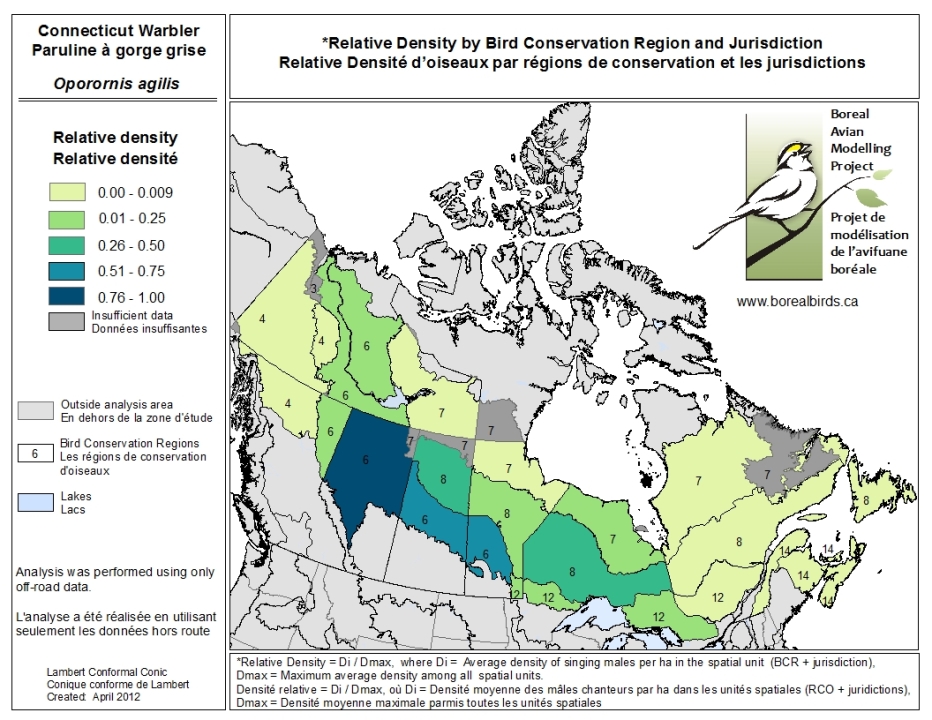 Connecticut Warbler
Paruline à gorge grise
Oporornis agilis
*Relative Density by Bird Conservation Region and Jurisdiction
Relative Densité d'oiseaux par régions de conservation et les jurisdictions
Relative density
Relative densité
0.00 - 0.009
0.01 - 0.25
0.26 - 0.50
0.51 - 0.75
0.76 - 1.00
Insufficient data
Données insuffisantes
Outside analysis area
En dehors de la zone d'étude
6
Bird Conservation Regions
Les régions de conservation
d'oiseaux
Lakes
Lacs
Analysis was performed using only
off-road data.
L'analyse a été réalisée en utilisant
seulement les données hors route
Lambert Conformal Conic
Conique conforme de Lambert
Created: April 2012
Boreal
Avian
Modelling
Project
Projet de
modélisation
de l'avifuane
boréale
www.borealbirds.ca
3
4
4
6
4
6
7
7
6
7
7
6
7
7
7
8
8
8
6
7
8
6
8
14
14
14
2
12
12
12
*Relative Density = Di / Dmax, where Di = Average density of singing males per ha in the spatial unit (BCR + jurisdiction),
Dmax = Maximum average density among all spatial units.
Densité relative = Di / Dmax, où Di = Densité moyenne des mâles chanteurs par ha dans les unités spatiales (RCO + juridictions),
Dmax = Densité moyenne maximale parmis toutes les unités spatiales